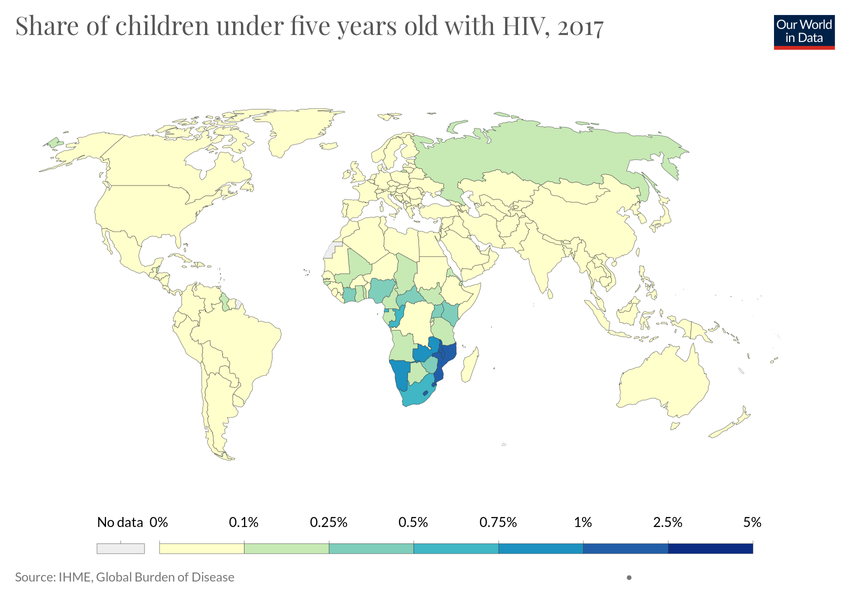 Share of children under five years old with HIV, 2017
Our World
in Data
No data 0% 0.1% 0.25% 0.5% 0.75% 1% 2.5% 5%
Source: IHME, Global Burden of Disease